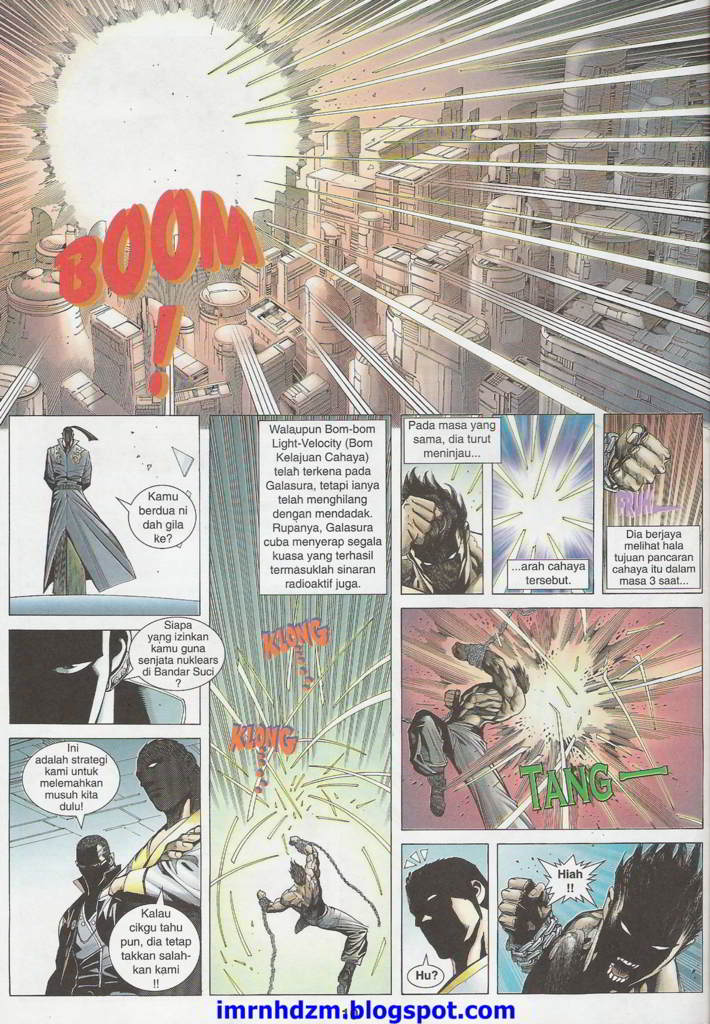 BOOM
!
Kamu
berdua ni
dah gila
ke?
Siapa
yang izinkan
kamu guna
senjata nuklears
di Bandar Suci
?
Ini
adalah strategi
kami untuk
melemahkan
musuh kita
dulu!
Kalau
cikgu tahu
pun, dia tetap
takkan salah-
kan kami
!!
Walaupun Bom-bom
Light-Velocity (Bom
Kelajuan Cahaya)
telah terkena pada
Galasura, tetapi ianya
telah menghilang
dengan mendadak.
Rupanya, Galasura
cuba menyerap segala
kuasa yang terhasil
termasuklah sinaran
radioaktif juga.
KLONG
KLONG
Pada masa yang
sama, dia turut
meninjau...
...arah cahaya
tersebut.
Dia berjaya
melihat hala
tujuan pancaran
cahaya itu dalam
masa 3 saat...
TANG
Hu?
Hiah
!!
imrnhdzm.blogspot.com